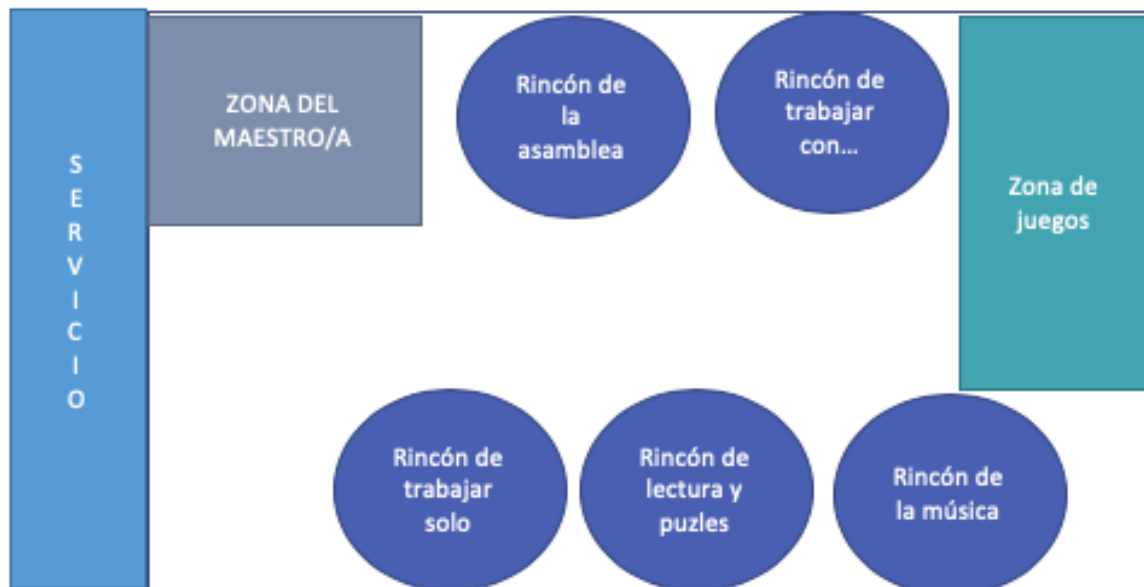 SERVICIO
ZONA DEL
MAESTRO/A
Rincón de
la
asamblea
Rincón de
trabajar
con...
Zona de
juegos
Rincón de
trabajar
solo
Rincón de
lectura y
puzles
Rincón de
la música